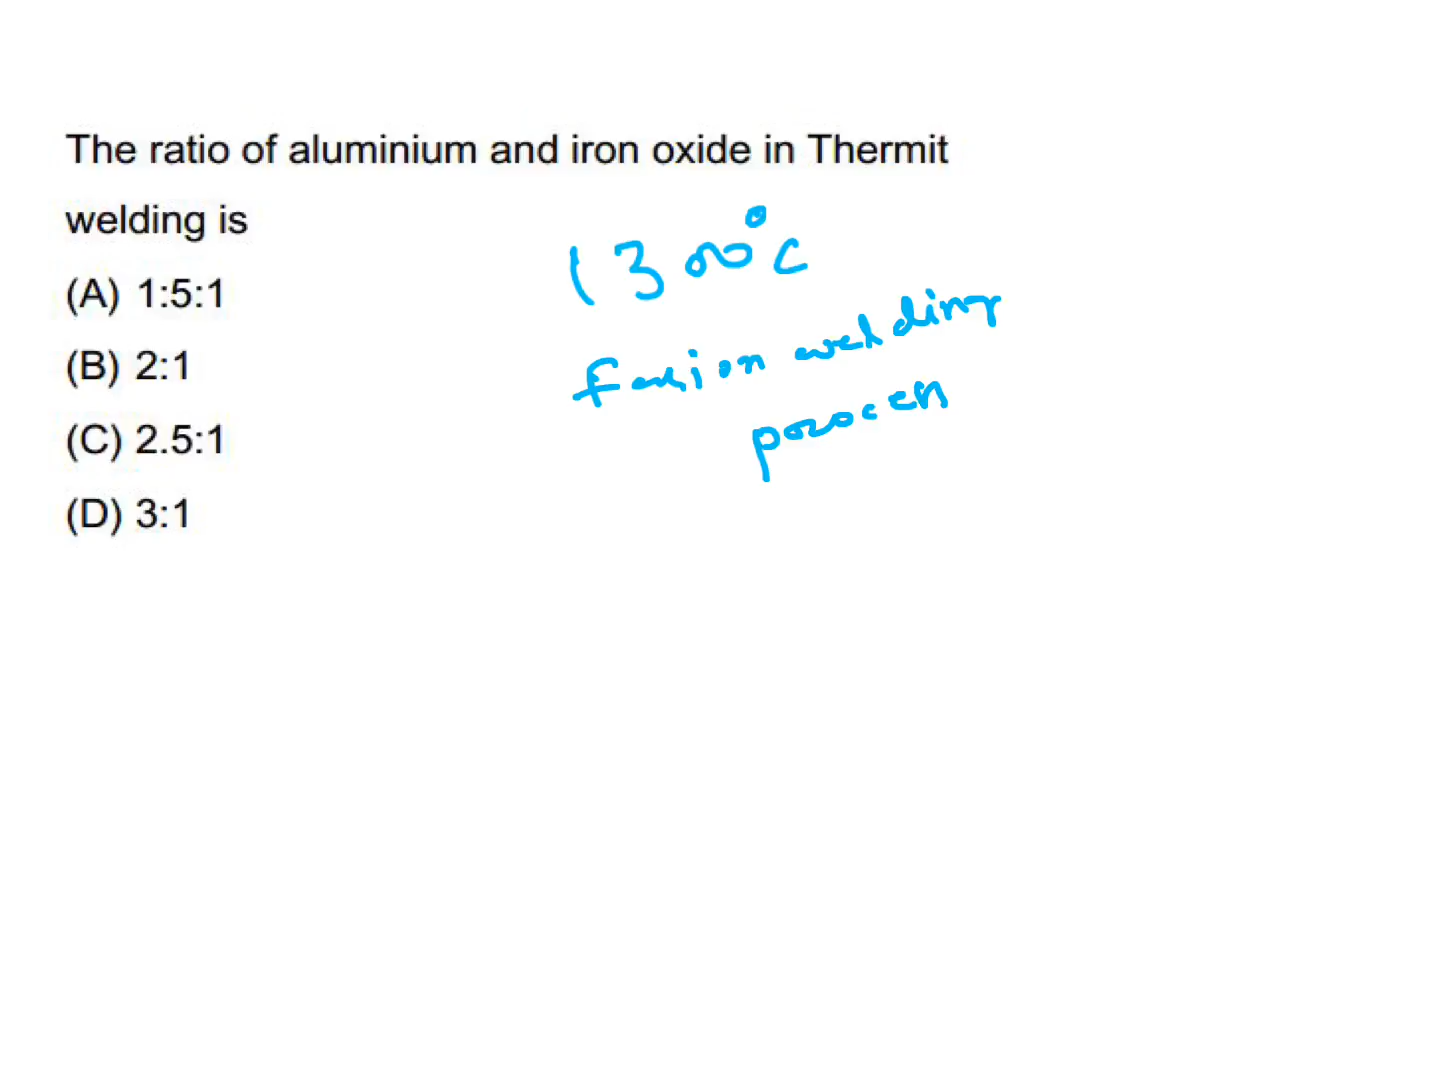 The ratio of aluminium and iron oxide in Thermit
welding is
(A) 1:5:1
(B) 2:1
(C) 2.5:1
(D) 3:1
1300°C
fusion welding
process